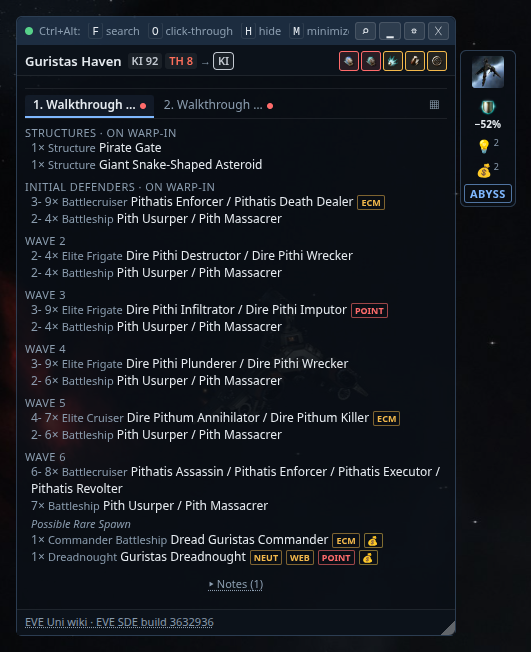 Ctrl+Alt: F search O click-through H hide M minimiz
X
Guristas Haven KI 92 TH 8 → KI
−52%
1. Walkthrough ... 2. Walkthrough ...
2
STRUCTURES · ON WARP-IN
1× Structure Pirate Gate
1× Structure Giant Snake-Shaped Asteroid
2
ABYSS
INITIAL DEFENDERS · ON WARP-IN
3- 9× Battlecruiser Pithatis Enforcer / Pithatis Death Dealer ECM
2- 4× Battleship Pith Usurper / Pith Massacrer
WAVE 2
2- 4× Elite Frigate Dire Pithi Destructor / Dire Pithi Wrecker
2- 4× Battleship Pith Usurper / Pith Massacrer
WAVE 3
3- 9× Elite Frigate Dire Pithi Infiltrator / Dire Pithi Imputor POINT
2- 4× Battleship Pith Usurper / Pith Massacrer
WAVE 4
3- 9× Elite Frigate Dire Pithi Plunderer / Dire Pithi Wrecker
2- 6× Battleship Pith Usurper / Pith Massacrer
WAVE 5
4- 7× Elite Cruiser Dire Pithum Annihilator / Dire Pithum Killer ECM
2- 6× Battleship Pith Usurper / Pith Massacrer
WAVE 6
6- 8× Battlecruiser Pithatis Assassin / Pithatis Enforcer / Pithatis Executor /
Pithatis Revolter
7× Battleship Pith Usurper / Pith Massacrer
Possible Rare Spawn
1× Commander Battleship Dread Guristas Commander ECM
1× Dreadnought Guristas Dreadnought NEUT WEB POINT
Notes (1)
EVE Uni wiki · EVE SDE build 3632936